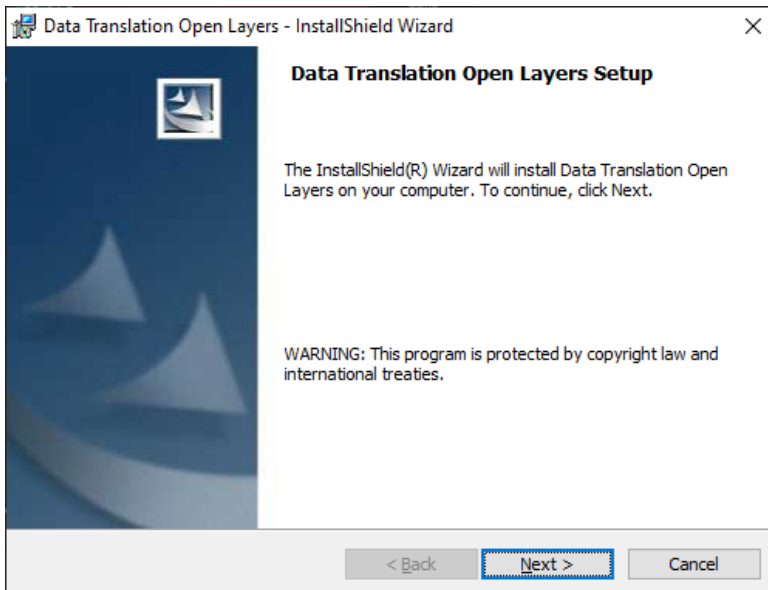 Data Translation Open Layers - InstallShield Wizard
Data Translation Open Layers Setup
The InstallShield(R) Wizard will install Data Translation Open
Layers on your computer. To continue, click Next.
WARNING: This program is protected by copyright law and
international treaties.
< Back
Next >
Cancel